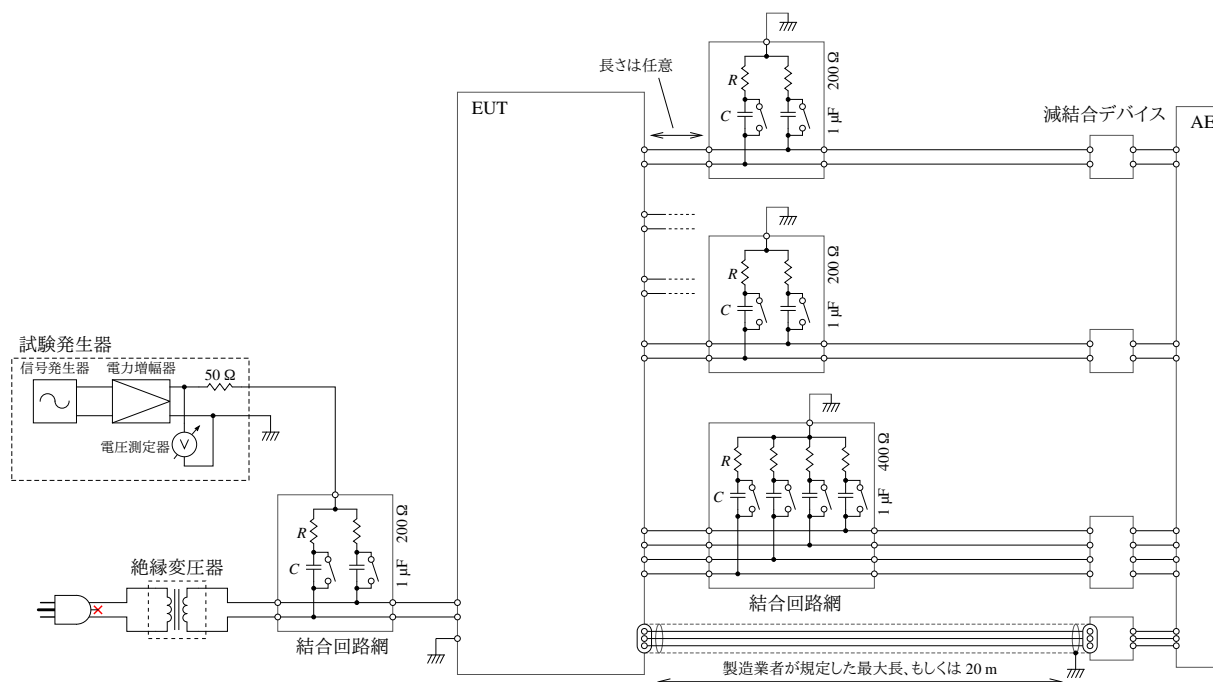 200 Ω
長さは任意
R
EUT
C
1 µF
減結合デバイス
AE
200 Ω
R
C
1 µF
試験発生器
信号発生器
電力増幅器
50 Ω
電圧測定器
V
400 Ω
R
C
1 µF
200 Ω
R
C
1 µF
絶縁変圧器
結合回路網
結合回路網
製造業者が規定した最大長、もしくは 20 m